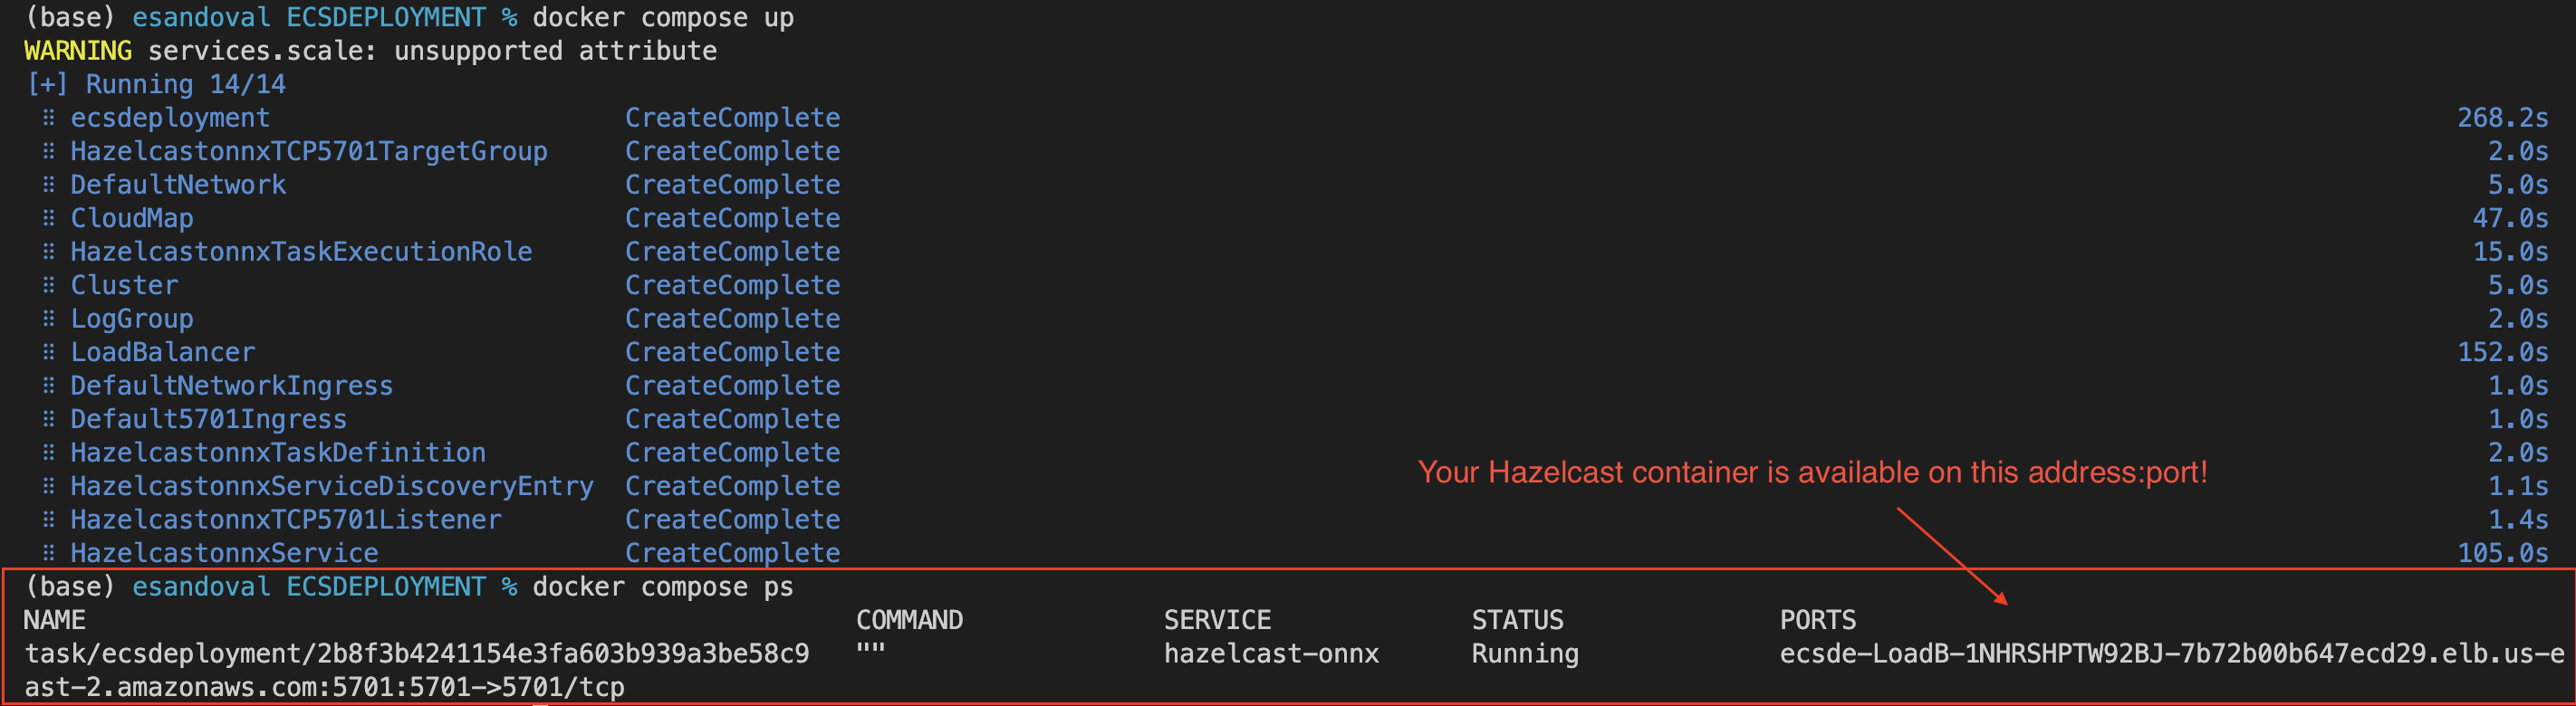 (base) esandoval ECSDEPLOYMENT % docker compose up
WARNING services.scale: unsupported attribute
[+] Running 14/14
⠿ ecsdeployment CreateComplete 268.2s
⠿ HazelcastonnxTCP5701TargetGroup CreateComplete 2.0s
⠿ DefaultNetwork CreateComplete 5.0s
⠿ CloudMap CreateComplete 47.0s
⠿ HazelcastonnxTaskExecutionRole CreateComplete 15.0s
⠿ Cluster CreateComplete 5.0s
⠿ LogGroup CreateComplete 2.0s
⠿ LoadBalancer CreateComplete 152.0s
⠿ DefaultNetworkIngress CreateComplete 1.0s
⠿ Default5701Ingress CreateComplete 1.0s
⠿ HazelcastonnxTaskDefinition CreateComplete 2.0s
Your Hazelcast container is available on this address:port!
⠿ HazelcastonnxServiceDiscoveryEntry CreateComplete 1.1s
⠿ HazelcastonnxTCP5701Listener CreateComplete 1.4s
⠿ HazelcastonnxService CreateComplete 105.0s
(base) esandoval ECSDEPLOYMENT % docker compose ps
NAME COMMAND SERVICE STATUS PORTS
task/ecsdeployment/2b8f3b4241154e3fa603b939a3be58c9 "" hazelcast-onnx Running ecsde-LoadB-1NHRSHPTW92BJ-7b72b00b647ecd29.elb.us-e
ast-2.amazonaws.com:5701:5701->5701/tcp